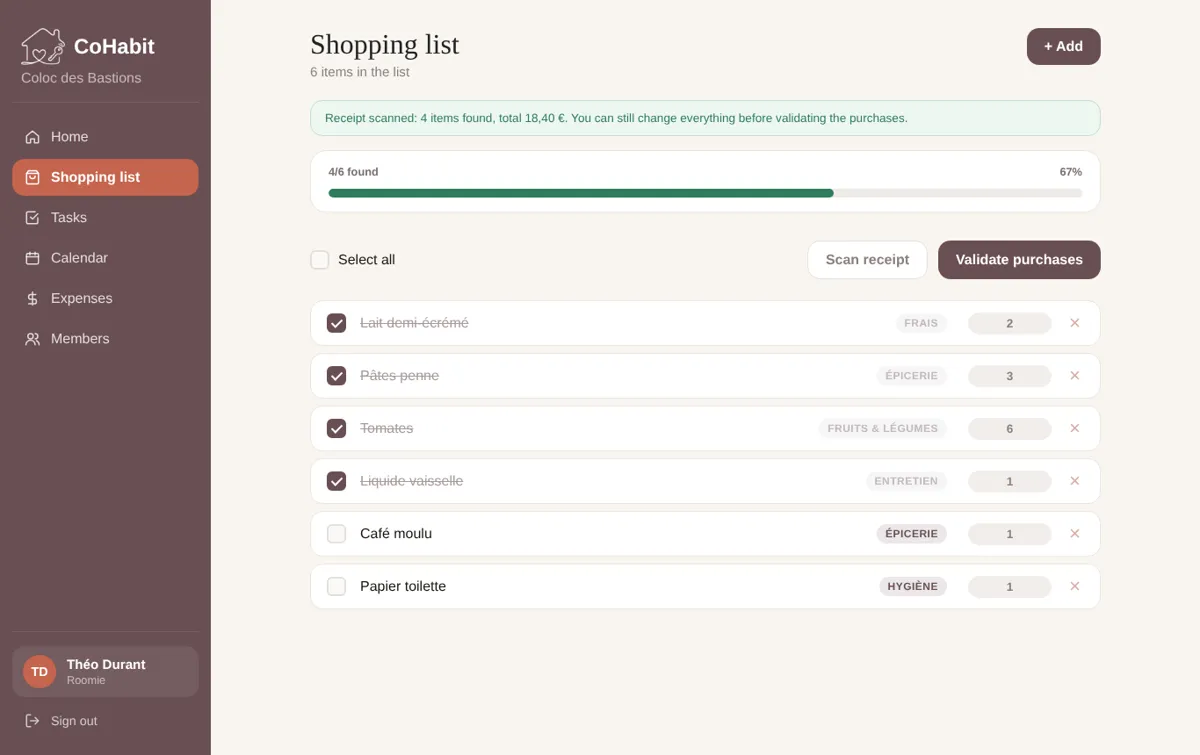 CoHabit
Coloc des Bastions
Home
Shopping list
Tasks
Calendar
Expenses
Members
TD
Théo Durant
Roomie
Sign out
Shopping list
6 items in the list
+ Add
Receipt scanned: 4 items found, total 18,40 €. You can still change everything before validating the purchases.
4/6 found 67%
Select all Scan receipt Validate purchases
Lait demi-écrémé FRAIS 2
Pâtes penne ÉPICERIE 3
Tomates FRUITS & LÉGUMES 6
Liquide vaisselle ENTRETIEN 1
Café moulu ÉPICERIE 1
Papier toilette HYGIÈNE 1